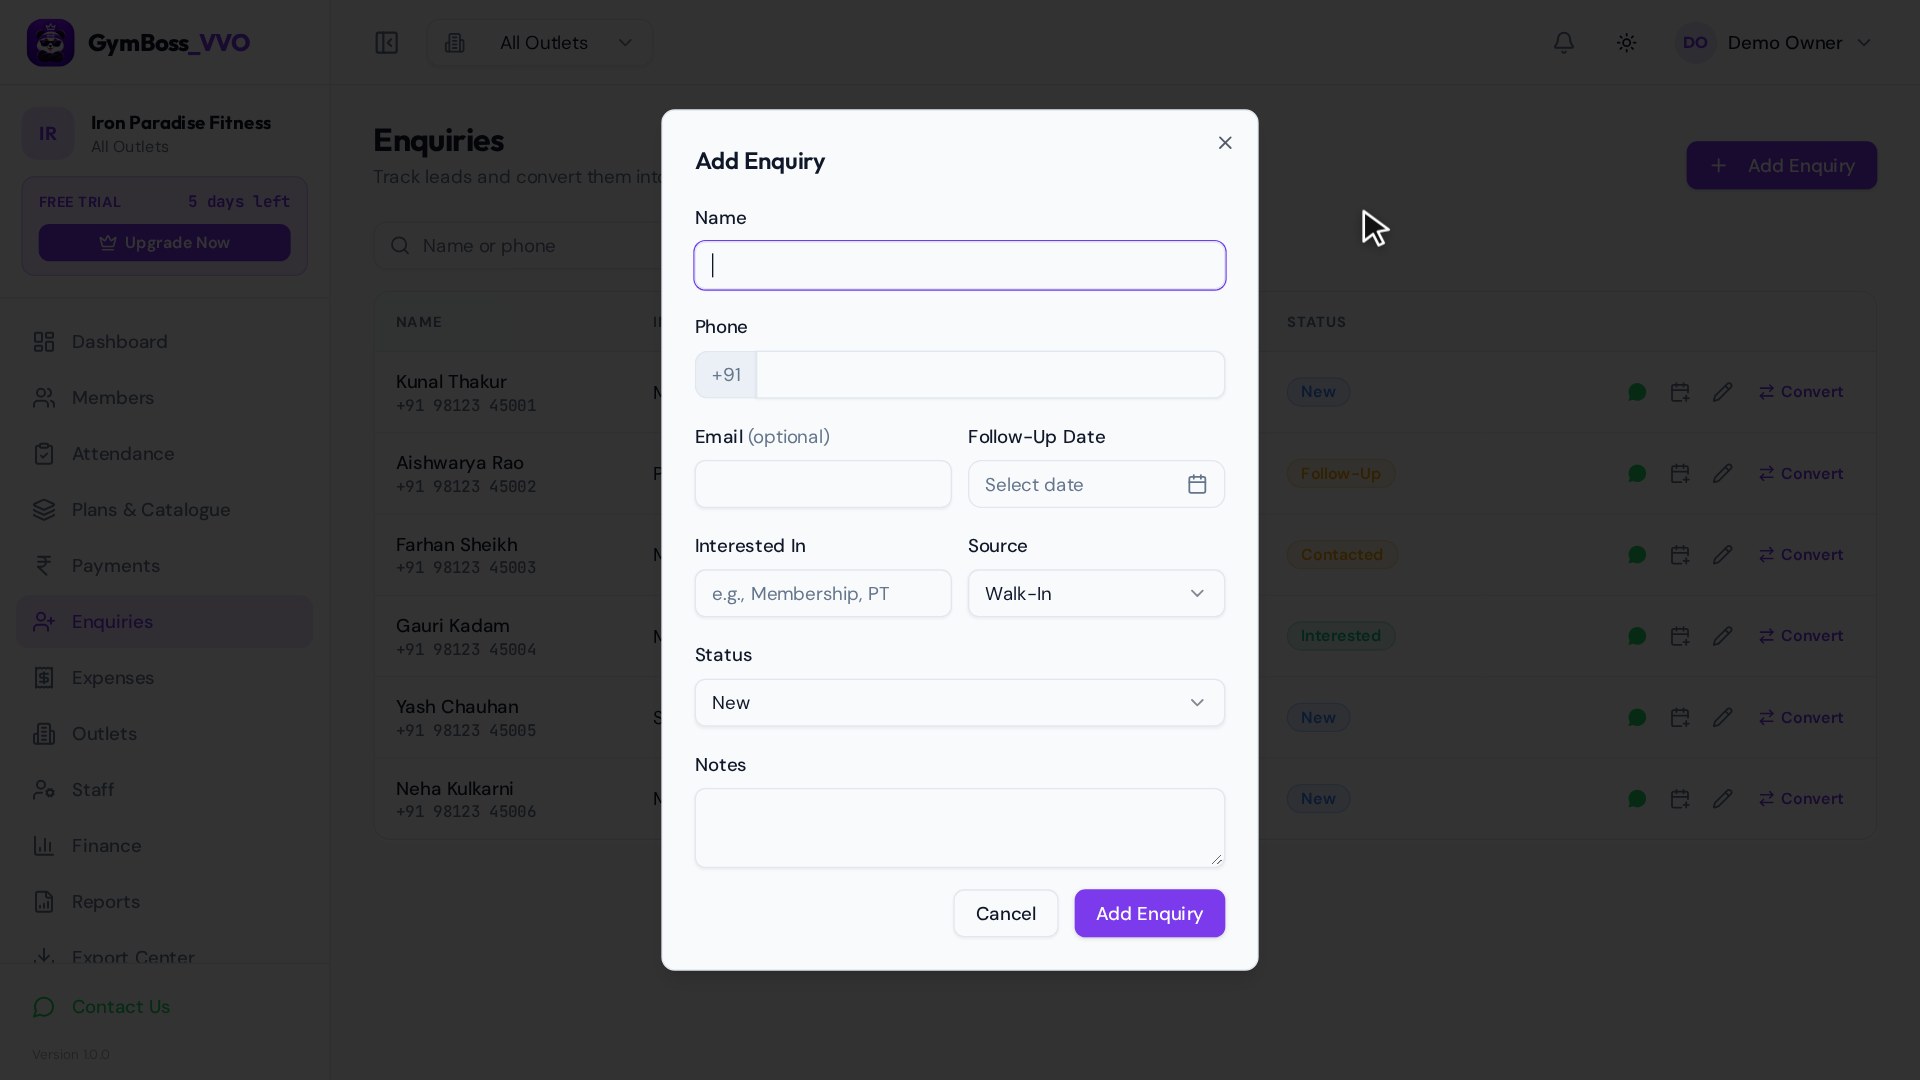 GymBoss_VVO
All Outlets
DO
Demo Owner
IR
Iron Paradise Fitness
All Outlets
FREE TRIAL
5 days left
Upgrade Now
Dashboard
Members
Attendance
Plans & Catalogue
Payments
Enquiries
Expenses
Outlets
Staff
Finance
Reports
Export Center
Contact Us
Version 1.0.0
Enquiries
Track leads and convert them into
Add Enquiry
Name or phone
NAME
STATUS
Kunal Thakur
+91 98123 45001
New
Convert
Aishwarya Rao
+91 98123 45002
Follow-Up
Convert
Farhan Sheikh
+91 98123 45003
Contacted
Convert
Gauri Kadam
+91 98123 45004
Interested
Convert
Yash Chauhan
+91 98123 45005
New
Convert
Neha Kulkarni
+91 98123 45006
New
Convert
Add Enquiry
Name
Phone
+91
Email (optional)
Follow-Up Date
Select date
Interested In
Source
e.g., Membership, PT
Walk-In
Status
New
Notes
Cancel
Add Enquiry